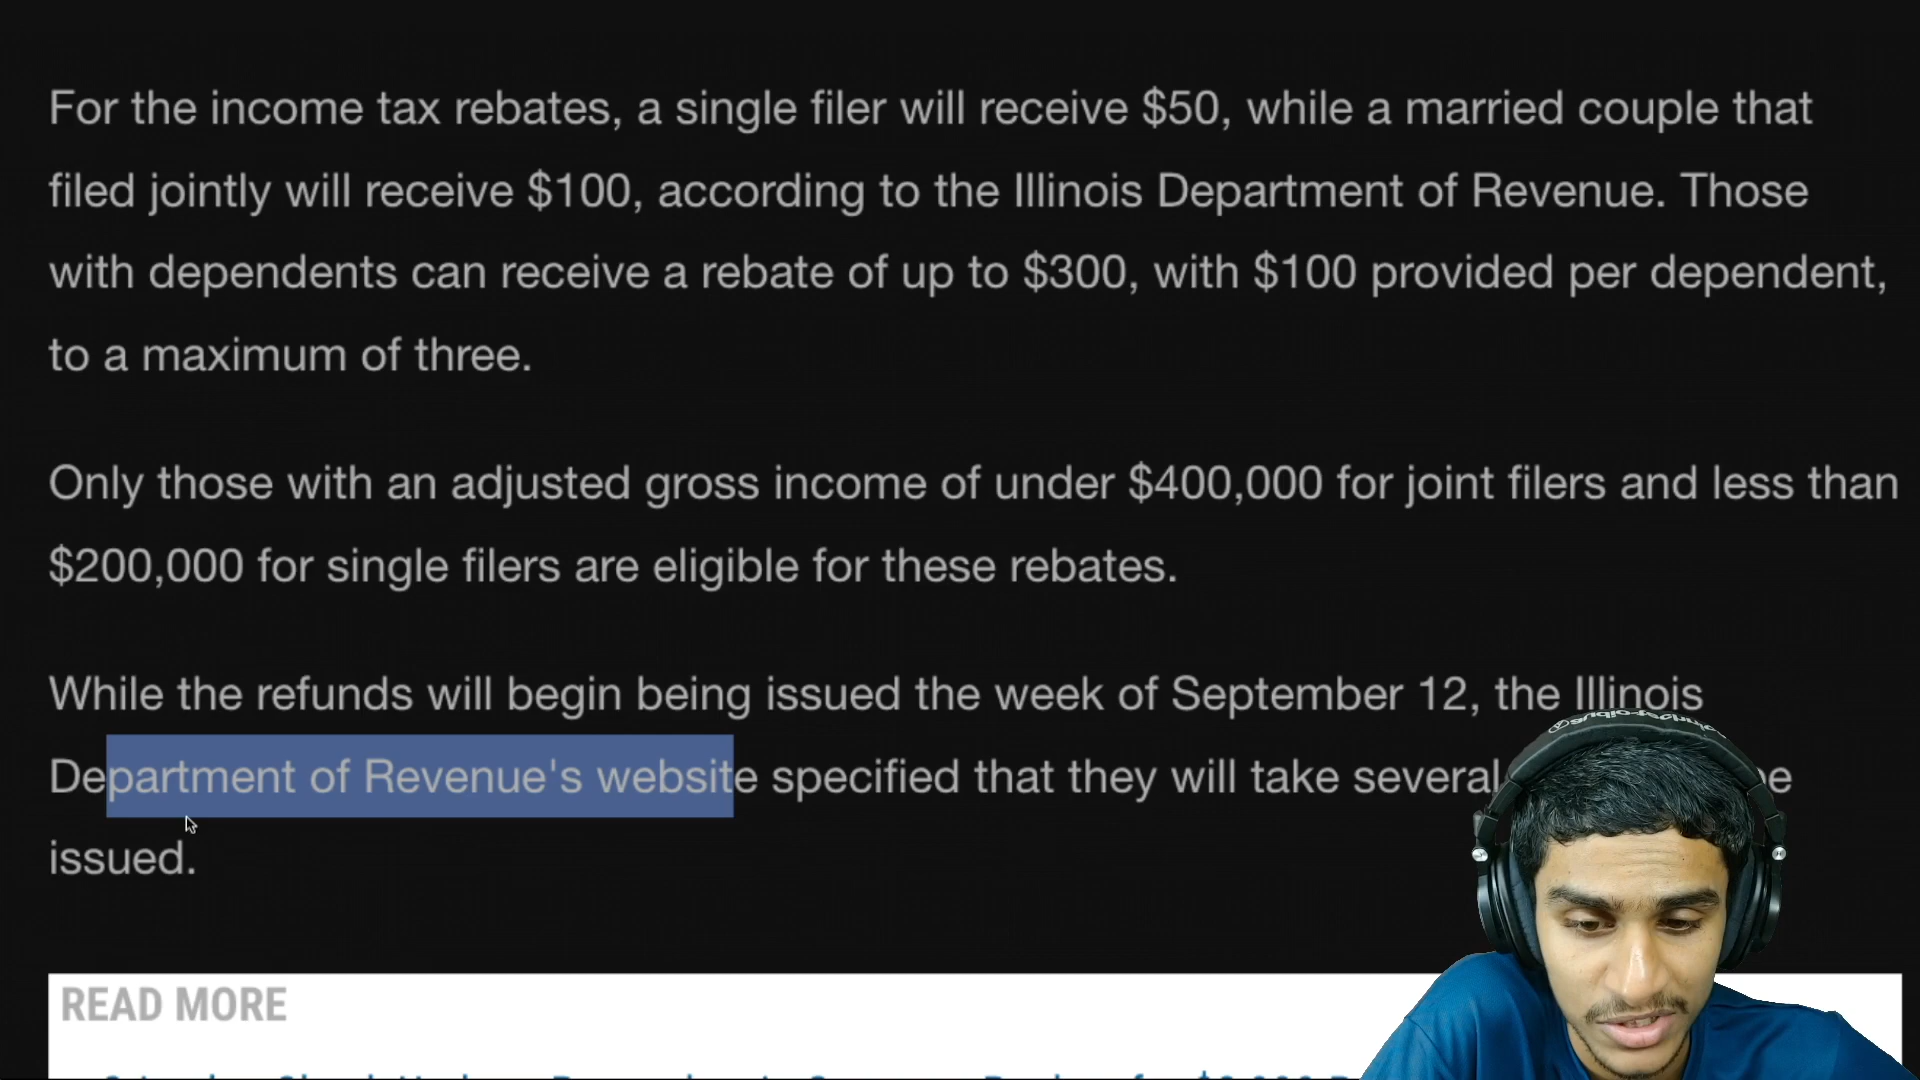 For the income tax rebates, a single filer will receive $50, while a married couple that
filed jointly will receive $100, according to the Illinois Department of Revenue. Those
with dependents can receive a rebate of up to $300, with $100 provided per dependent,
to a maximum of three.
Only those with an adjusted gross income of under $400,000 for joint filers and less than
$200,000 for single filers are eligible for these rebates.
While the refunds will begin being issued the week of September 12, the Illinois
Department of Revenue's website specified that they will take several
issued.
READ MORE